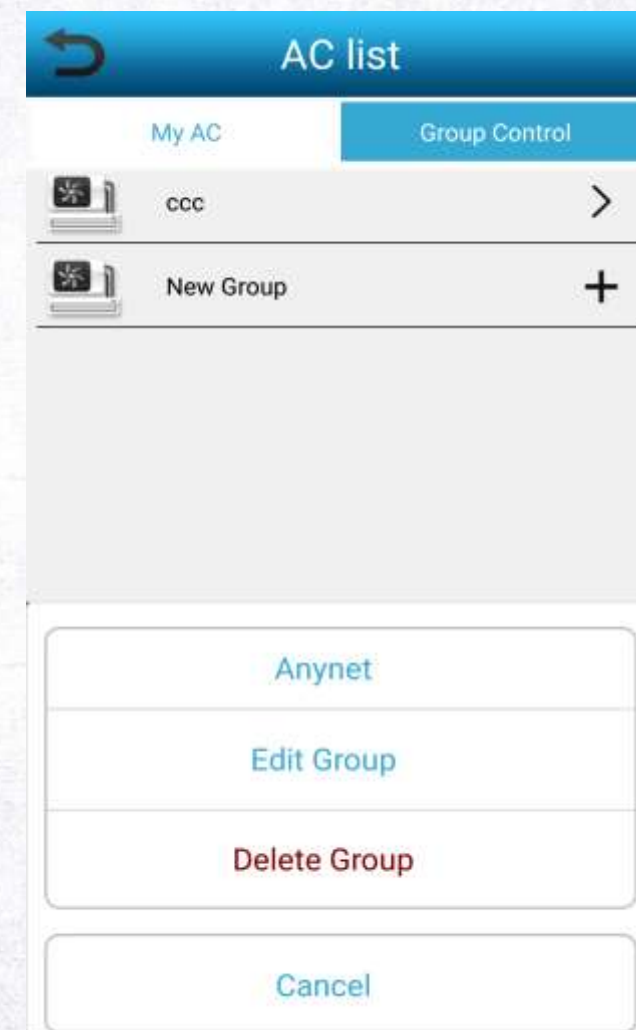 AC list
My AC Group Control
ccc
New Group
Anynet
Edit Group
Delete Group
Cancel